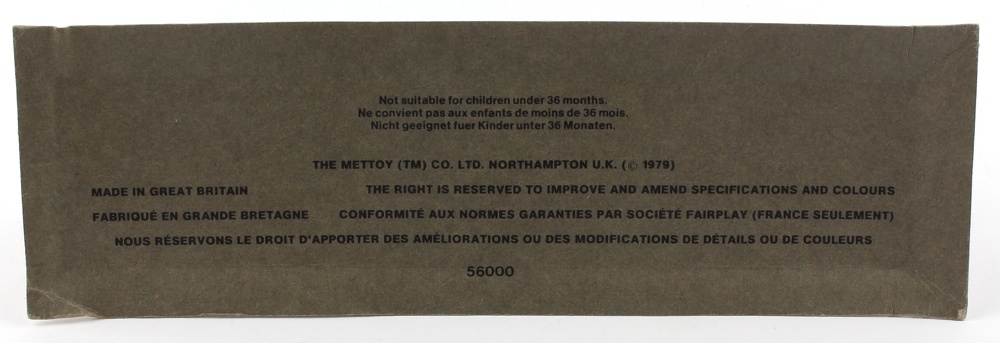 Not suitable for children under 36 months.
Ne convient pas aux enfants de moins de 36 mois.
Nicht geeignet fuer Kinder unter 36 Monaten.
THE METTOY (TM) CO. LTD. NORTHAMPTON U.K. (© 1979)
MADE IN GREAT BRITAIN THE RIGHT IS RESERVED TO IMPROVE AND AMEND SPECIFICATIONS AND COLOURS
FABRIQUÉ EN GRANDE BRETAGNE CONFORMITÉ AUX NORMES GARANTIES PAR SOCIÉTÉ FAIRPLAY (FRANCE SEULEMENT)
NOUS RÉSERVONS LE DROIT D'APPORTER DES AMÉLIORATIONS OU DES MODIFICATIONS DE DÉTAILS OU DE COULEURS
56000